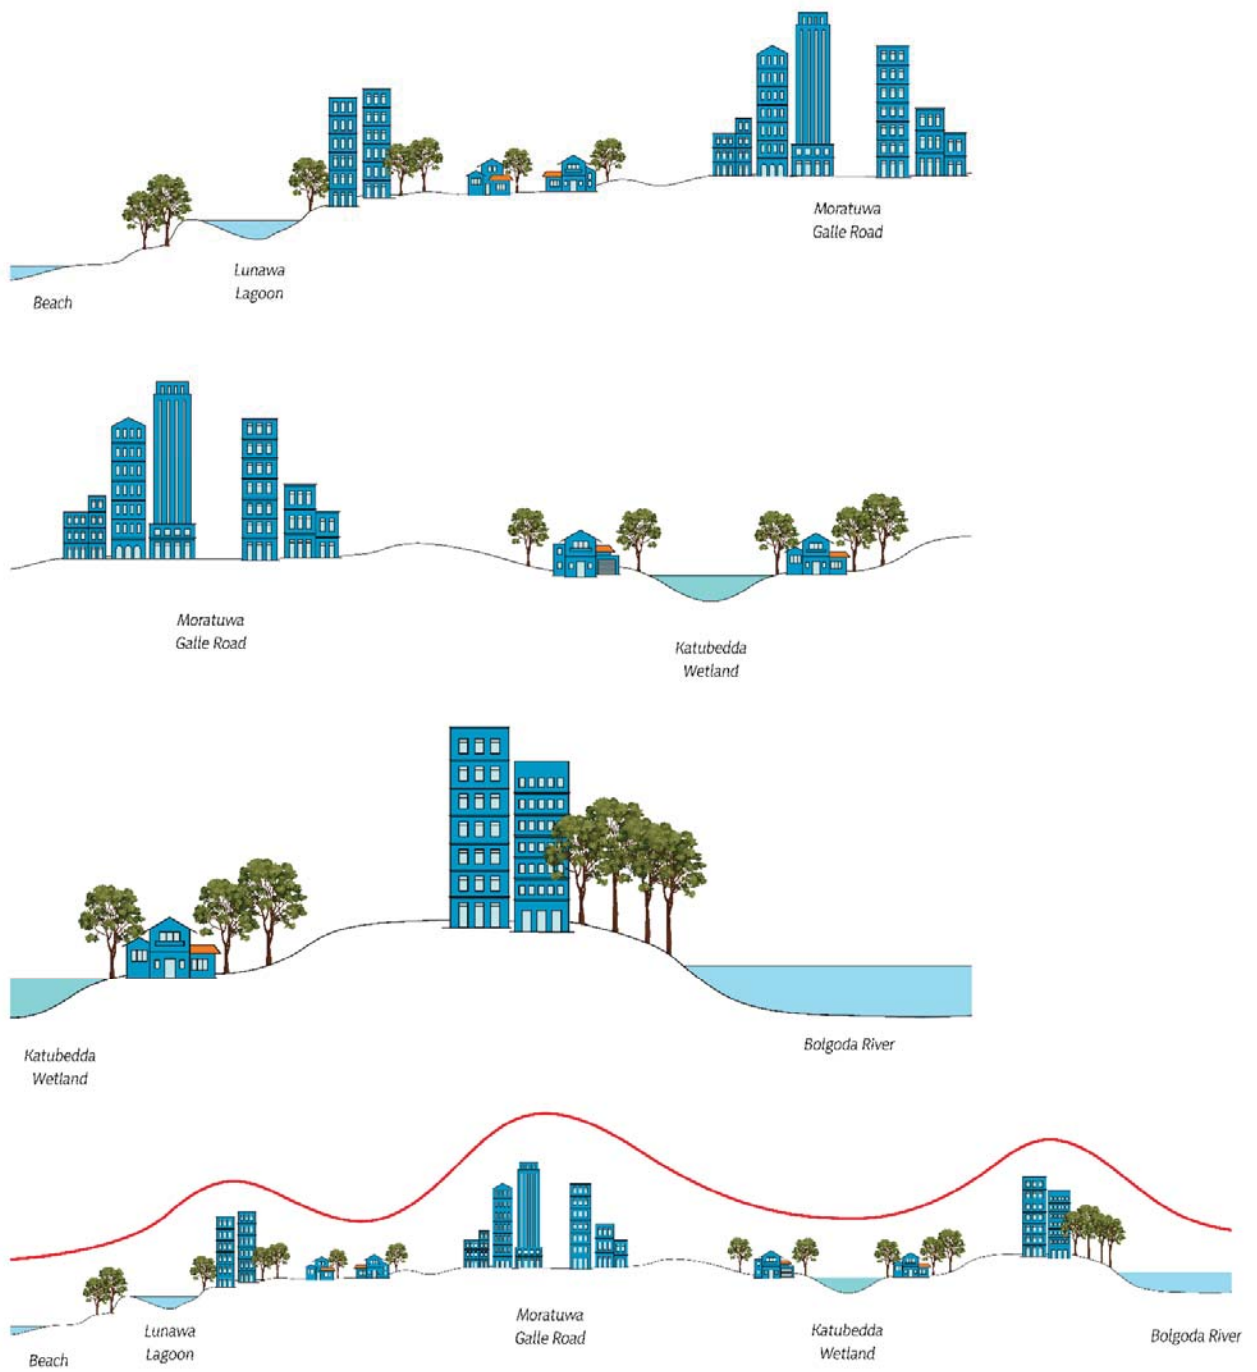 Moratuwa
Galle Road
Lunawa
Lagoon
Beach
Moratuwa
Galle Road
Katubedda
Wetland
Bolgoda River
Katubedda
Wetland
Moratuwa
Galle Road
Lunawa
Lagoon
Katubedda
Wetland
Bolgoda River
Beach